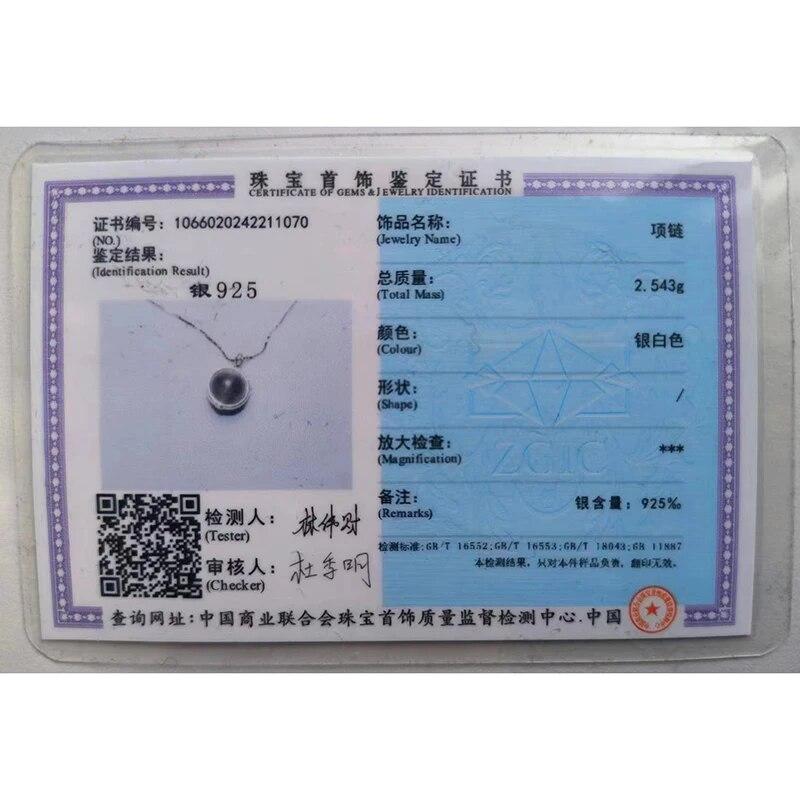 珠宝首饰鉴定证书
CERTIFICATE OF GEMS & JEWELRY IDENTIFICATION
证书编号: 1066020242211070
(NO.)
鉴定结果:
(Identification Result)
银925
检测人:
(Tester)
审核人: 杜季明
(Checker)
饰品名称: 项链
(Jewelry Name)
总质量: 2.543g
(Total Mass)
颜色: 银白色
(Colour)
形状: /
(Shape)
放大检查: ***
(Magnification)
ZGJC
备注: 银含量: 925‰
(Remarks)
检测标准:GB/T 16552;GB/T 16553;GB/T 18043;GB 11887
本检测结果, 只对本件样品负责, 翻印无效。
查询网址:中国商业联合会珠宝首饰质量监督检测中心.中国